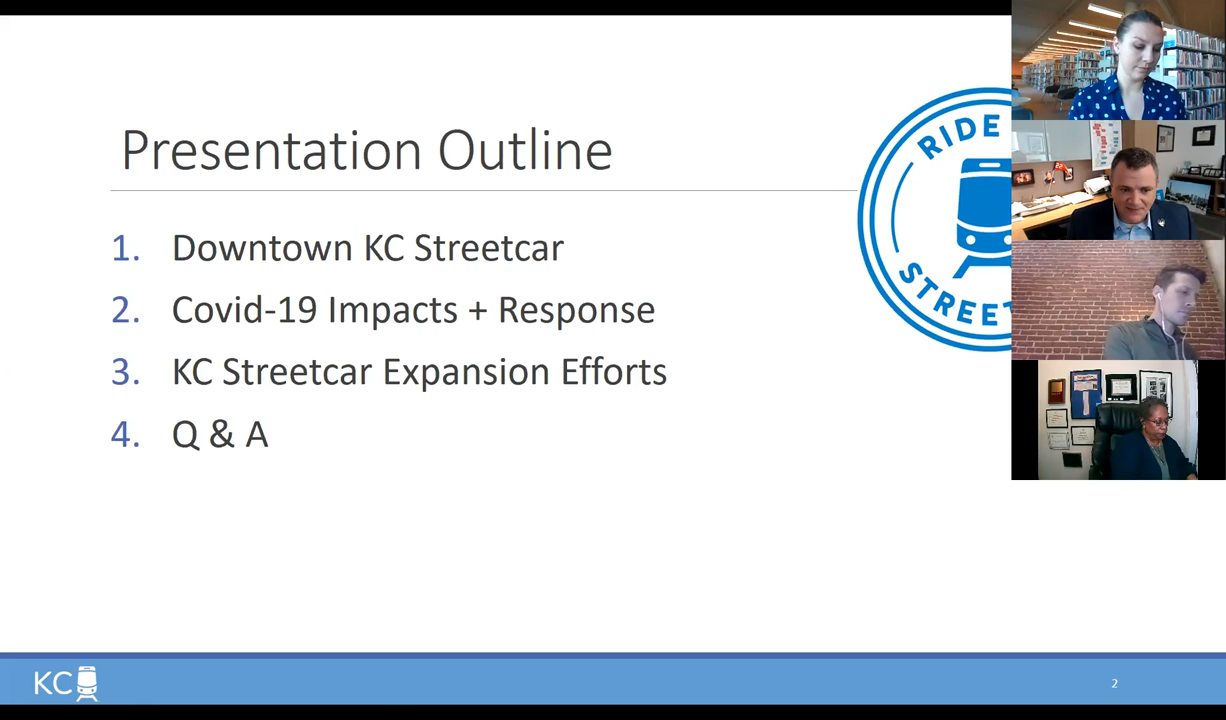 Presentation Outline
RIDE
STREET
1. Downtown KC Streetcar
2. Covid-19 Impacts + Response
3. KC Streetcar Expansion Efforts
4. Q & A
KC
2